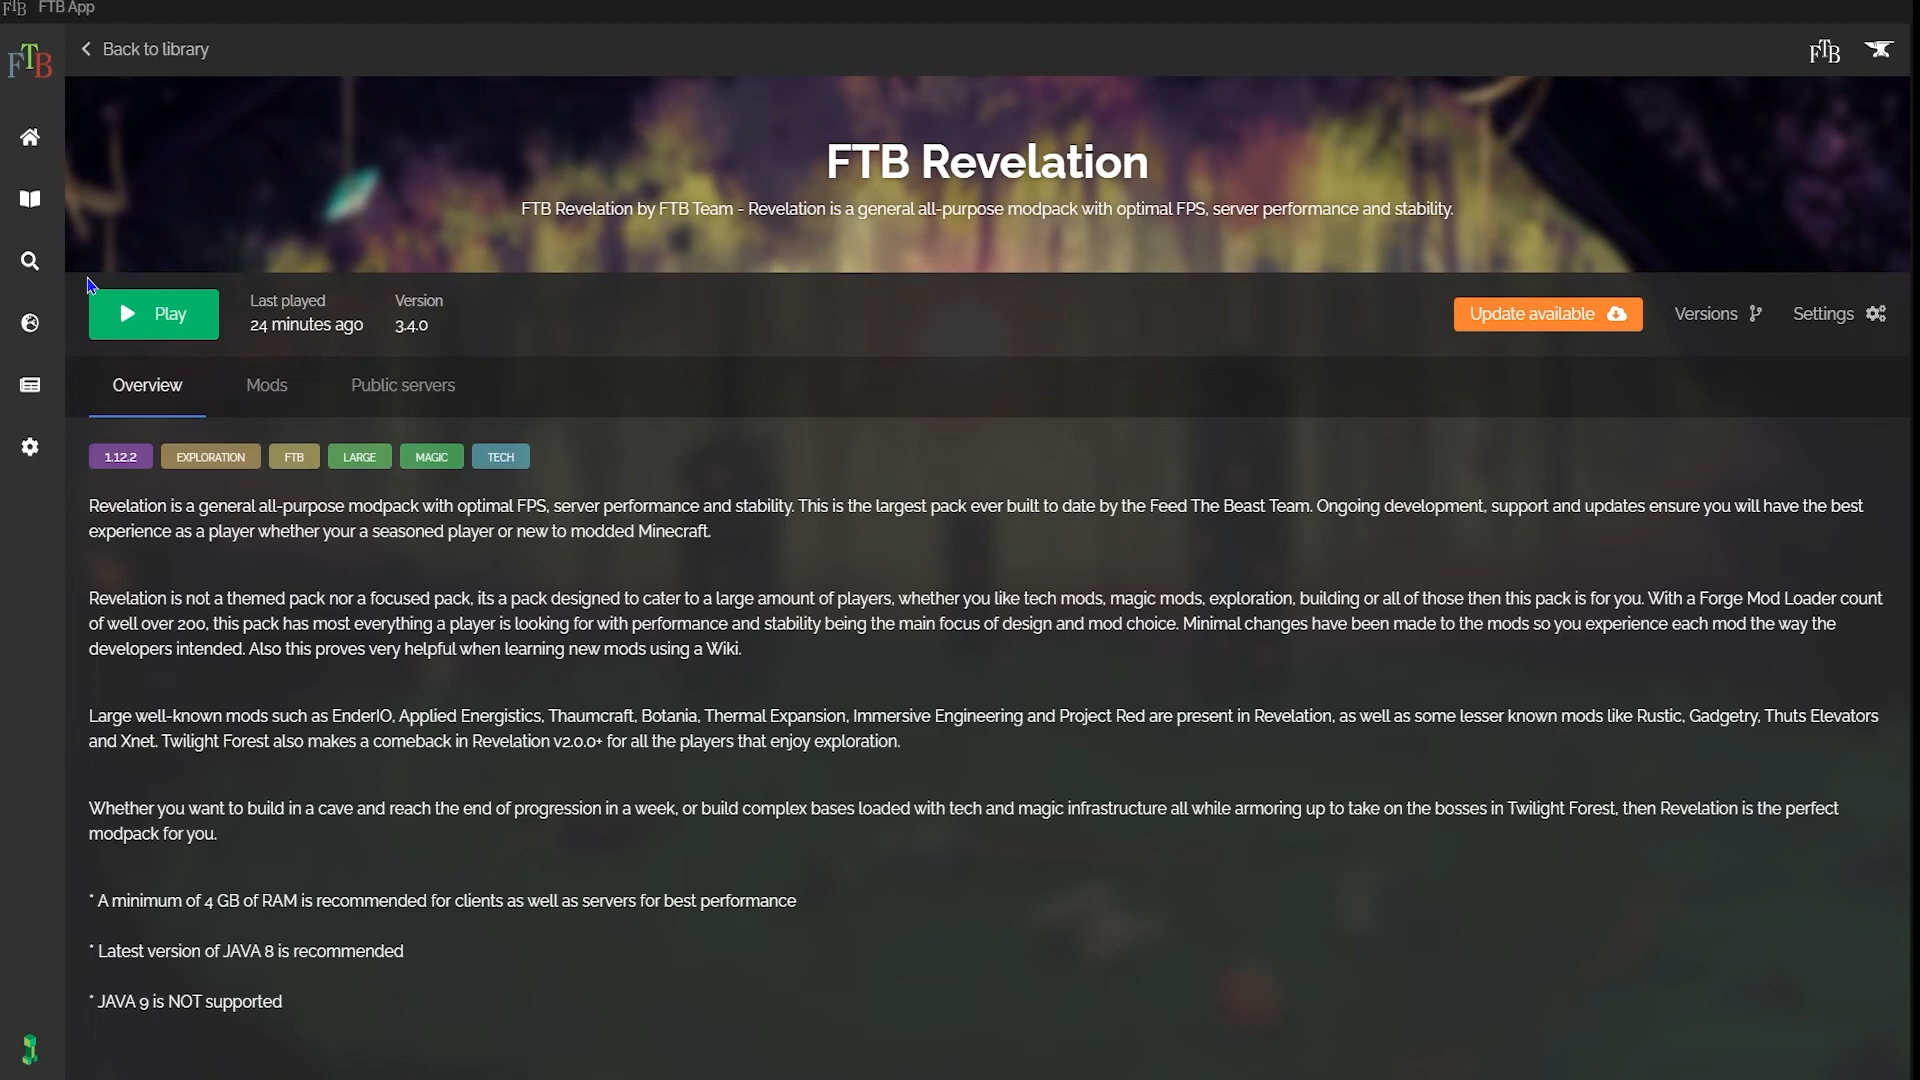 FTB FTB App
FTB
Back to library
FTB
FTB Revelation
FTB Revelation by FTB Team - Revelation is a general all-purpose modpack with optimal FPS, server performance and stability.
Play
Last played
24 minutes ago
Version
3.4.0
Update available
Versions
Settings
Overview
Mods
Public servers
1.12.2
EXPLORATION
FTB
LARGE
MAGIC
TECH
Revelation is a general all-purpose modpack with optimal FPS, server performance and stability. This is the largest pack ever built to date by the Feed The Beast Team. Ongoing development, support and updates ensure you will have the best
experience as a player whether your a seasoned player or new to modded Minecraft.
Revelation is not a themed pack nor a focused pack, its a pack designed to cater to a large amount of players, whether you like tech mods, magic mods, exploration, building or all of those then this pack is for you. With a Forge Mod Loader count
of well over 200, this pack has most everything a player is looking for with performance and stability being the main focus of design and mod choice. Minimal changes have been made to the mods so you experience each mod the way the
developers intended. Also this proves very helpful when learning new mods using a Wiki.
Large well-known mods such as EnderIO, Applied Energistics, Thaumcraft, Botania, Thermal Expansion, Immersive Engineering and Project Red are present in Revelation, as well as some lesser known mods like Rustic, Gadgetry, Thuts Elevators
and Xnet. Twilight Forest also makes a comeback in Revelation v2.0.0+ for all the players that enjoy exploration.
Whether you want to build in a cave and reach the end of progression in a week, or build complex bases loaded with tech and magic infrastructure all while armoring up to take on the bosses in Twilight Forest, then Revelation is the perfect
modpack for you.
* A minimum of 4 GB of RAM is recommended for clients as well as servers for best performance
* Latest version of JAVA 8 is recommended
* JAVA 9 is NOT supported